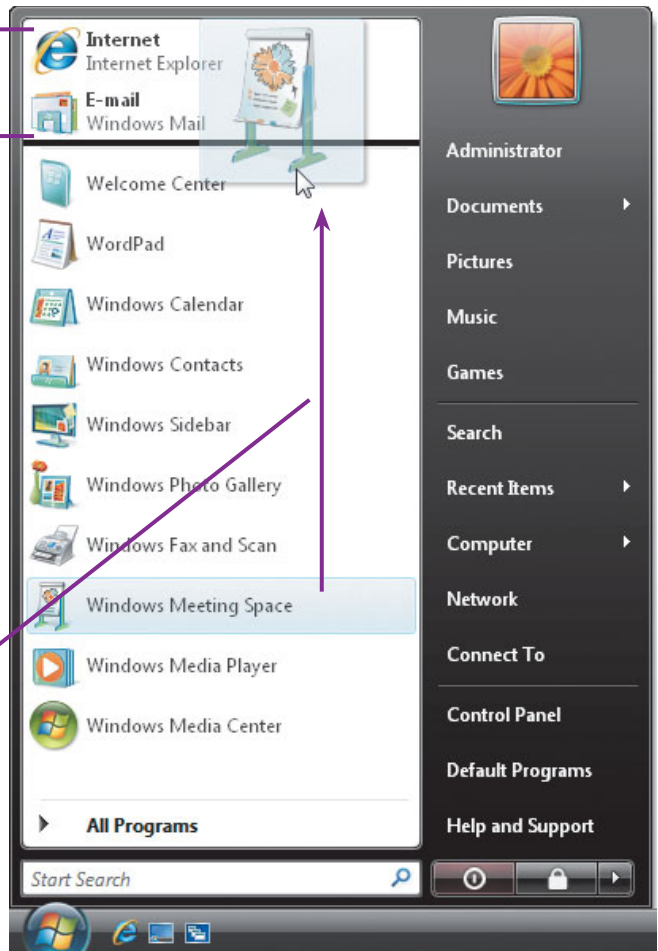 Internet
Internet Explorer
E-mail
Windows Mail
Welcome Center
WordPad
Windows Calendar
Windows Contacts
Windows Sidebar
Windows Photo Gallery
Windows Fax and Scan
Windows Meeting Space
Windows Media Player
Windows Media Center
All Programs
Start Search
Administrator
Documents
Pictures
Music
Games
Search
Recent Items
Computer
Network
Connect To
Control Panel
Default Programs
Help and Support